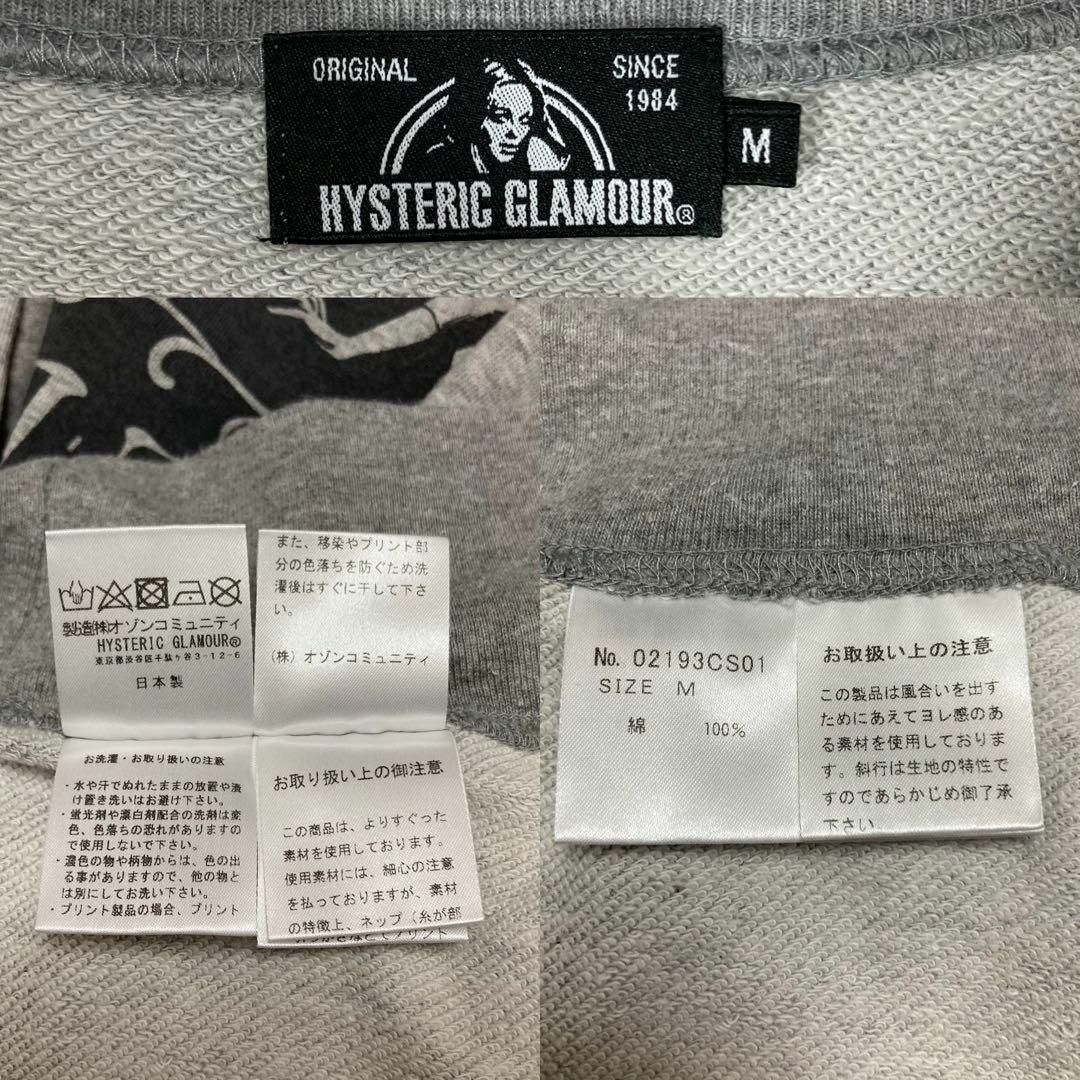 ORIGINAL
SINCE
1984
HYSTERIC GLAMOUR®
M
製造㈱オゾンコミュニティ
HYSTERIC GLAMOUR®
東京都渋谷区千駄ヶ谷3-12-6
日本製
また、移染やプリント部
分の色落ちを防ぐため洗
濯後はすぐに干して下さ
い。
(株) オゾンコミュニティ
お洗濯・お取り扱いの注意
・水や汗でぬれたままの放置や漬
け置き洗いはお避け下さい。
・蛍光剤や漂白剤配合の洗剤は変
色、色落ちの恐れがありますの
で使用しないで下さい。
・濃色の物や柄物からは、色の出
る事がありますので、他の物と
は別にしてお洗い下さい。
・プリント製品の場合、プリント
お取り扱い上の御注意
この商品は、よりすぐった
素材を使用しております。
使用素材には、細心の注意
を払っておりますが、素材
の特徴上、ネップ（糸が部
No. 02193CS01
SIZE M
綿 100%
お取扱い上の注意
この製品は風合いを出す
ためにあえてヨレ感のあ
る素材を使用しておりま
す。斜行は生地の特性で
すのであらかじめ御了承
下さい。